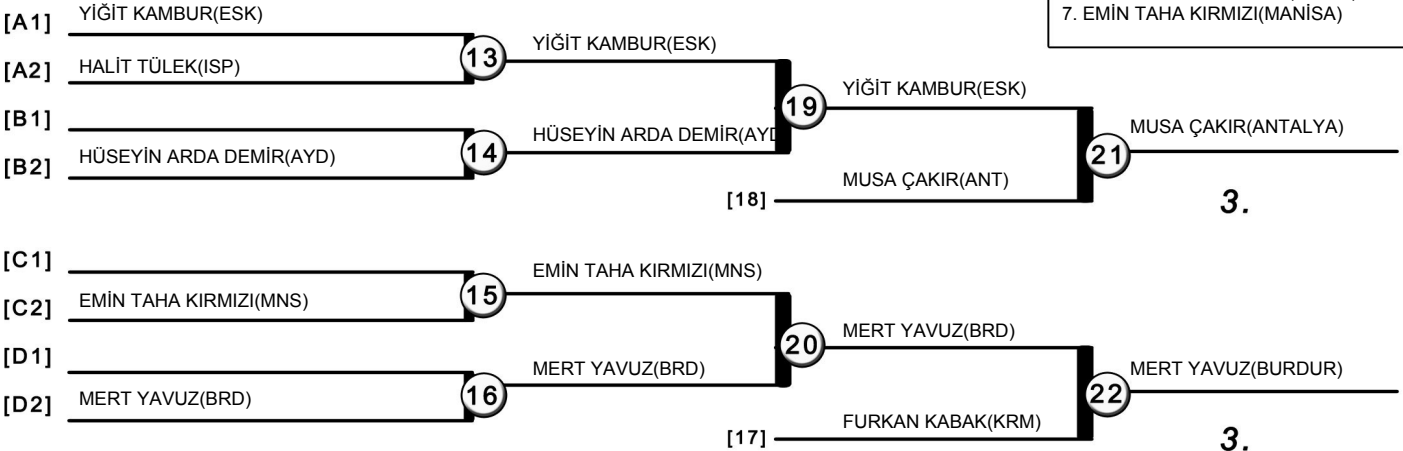 7. EMİN TAHA KIRMIZI(MANİSA)
[A1] YİĞİT KAMBUR(ESK)
[A2] HALİT TÜLEK(ISP)
13
YİĞİT KAMBUR(ESK)
[B1]
[B2] HÜSEYİN ARDA DEMİR(AYD)
14
HÜSEYİN ARDA DEMİR(AYD
19
YİĞİT KAMBUR(ESK)
[18] MUSA ÇAKIR(ANT)
21
MUSA ÇAKIR(ANTALYA)
3.
[C1]
[C2] EMİN TAHA KIRMIZI(MNS)
15
EMİN TAHA KIRMIZI(MNS)
[D1]
[D2] MERT YAVUZ(BRD)
16
MERT YAVUZ(BRD)
20
MERT YAVUZ(BRD)
[17] FURKAN KABAK(KRM)
22
MERT YAVUZ(BURDUR)
3.